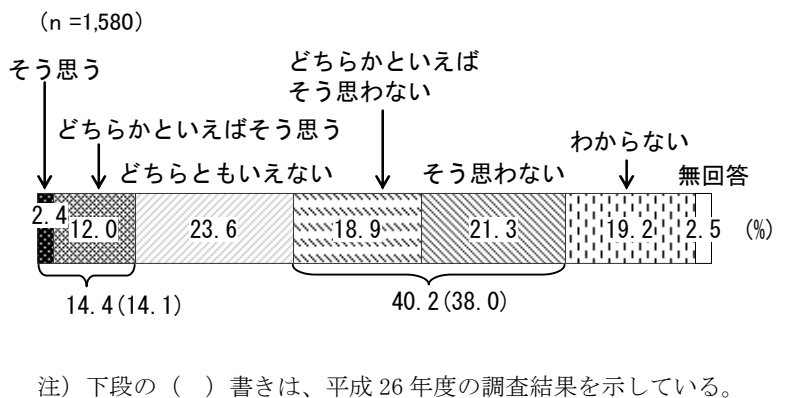 （n =1,580）
そう思う
どちらかといえば
そう思わない
どちらかといえばそう思う
わからない
どちらともいえない
そう思わない
無回答
2.4
12.0
23.6
18.9
21.3
19.2
2.5
(%)
14.4(14.1)
40.2(38.0)
注）下段の（　）書きは、平成 26 年度の調査結果を示している。